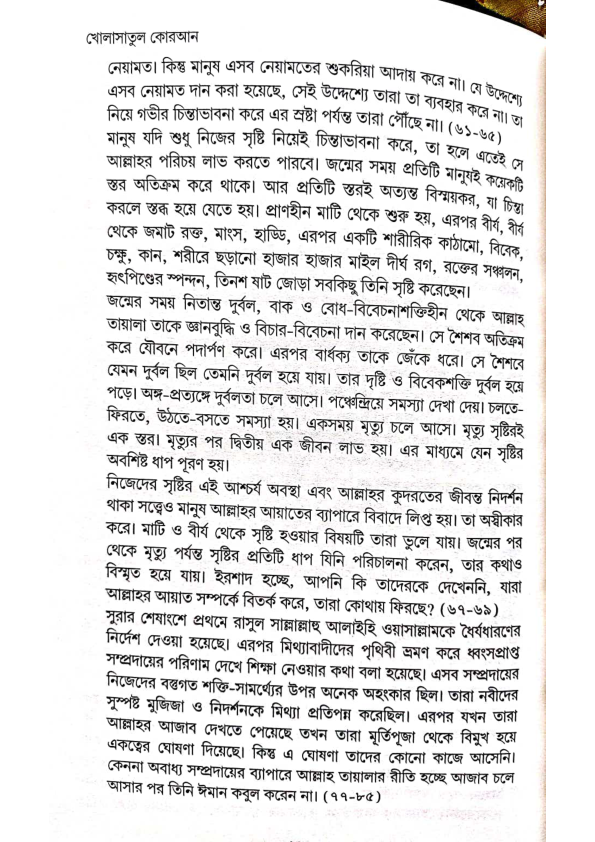 খোলাসাতুল কোরআন
নেয়ামত। কিন্তু মানুষ এসব নেয়ামতের শুকরিয়া আদায় করে না। যে উদ্দেশ্যে
এসব নেয়ামত দান করা হয়েছে, সেই উদ্দেশ্যে তারা তা ব্যবহার করে না। তা
নিয়ে গভীর চিন্তাভাবনা করে এর স্রষ্টা পর্যন্ত তারা পৌঁছে না। (৬১-৬৫)
মানুষ যদি শুধু নিজের সৃষ্টি নিয়েই চিন্তাভাবনা করে, তা হলে এতেই সে
আল্লাহর পরিচয় লাভ করতে পারবে। জন্মের সময় প্রতিটি মানুষই কয়েকটি
স্তর অতিক্রম করে থাকে। আর প্রতিটি স্তরই অত্যন্ত বিস্ময়কর, যা চিন্তা
করলে স্তব্ধ হয়ে যেতে হয়। প্রাণহীন মাটি থেকে শুরু হয়, এরপর বীর্য, বীর্য
থেকে জমাট রক্ত, মাংস, হাড্ডি, এরপর একটি শারীরিক কাঠামো, বিবেক,
চক্ষু, কান, শরীরে ছড়ানো হাজার হাজার মাইল দীর্ঘ রগ, রক্তের সঞ্চালন,
হৃৎপিণ্ডের স্পন্দন, তিনশ ষাট জোড়া সবকিছু তিনি সৃষ্টি করেছেন।
জন্মের সময় নিতান্ত দুর্বল, বাক ও বোধ-বিবেচনাশক্তিহীন থেকে আল্লাহ
তায়ালা তাকে জ্ঞানবুদ্ধি ও বিচার-বিবেচনা দান করেছেন। সে শৈশব অতিক্রম
করে যৌবনে পদার্পণ করে। এরপর বার্ধক্য তাকে জেঁকে ধরে। সে শৈশবে
যেমন দুর্বল ছিল তেমনি দুর্বল হয়ে যায়। তার দৃষ্টি ও বিবেকশক্তি দুর্বল হয়ে
পড়ে। অঙ্গ-প্রত্যঙ্গে দুর্বলতা চলে আসে। পঞ্চেন্দ্রিয়ে সমস্যা দেখা দেয়। চলতে-
ফিরতে, উঠতে-বসতে সমস্যা হয়। একসময় মৃত্যু চলে আসে। মৃত্যু সৃষ্টিরই
এক স্তর। মৃত্যুর পর দ্বিতীয় এক জীবন লাভ হয়। এর মাধ্যমে যেন সৃষ্টির
অবশিষ্ট ধাপ পূরণ হয়।
নিজেদের সৃষ্টির এই আশ্চর্য অবস্থা এবং আল্লাহর কুদরতের জীবন্ত নিদর্শন
থাকা সত্ত্বেও মানুষ আল্লাহর আয়াতের ব্যাপারে বিবাদে লিপ্ত হয়। তা অস্বীকার
করে। মাটি ও বীর্য থেকে সৃষ্টি হওয়ার বিষয়টি তারা ভুলে যায়। জন্মের পর
থেকে মৃত্যু পর্যন্ত সৃষ্টির প্রতিটি ধাপ যিনি পরিচালনা করেন, তার কথাও
বিস্মৃত হয়ে যায়। ইরশাদ হচ্ছে, আপনি কি তাদেরকে দেখেননি, যারা
আল্লাহর আয়াত সম্পর্কে বিতর্ক করে, তারা কোথায় ফিরছে? (৬৭-৬৯)
সুরার শেষাংশে প্রথমে রাসুল সাল্লাল্লাহু আলাইহি ওয়াসাল্লামকে ধৈর্যধারণের
নির্দেশ দেওয়া হয়েছে। এরপর মিথ্যাবাদীদের পৃথিবী ভ্রমণ করে ধ্বংসপ্রাপ্ত
সম্প্রদায়ের পরিণাম দেখে শিক্ষা নেওয়ার কথা বলা হয়েছে। এসব সম্প্রদায়ের
নিজেদের বস্তুগত শক্তি-সামর্থ্যের উপর অনেক অহংকার ছিল। তারা নবীদের
সুস্পষ্ট মুজিজা ও নিদর্শনকে মিথ্যা প্রতিপন্ন করেছিল। এরপর যখন তারা
আল্লাহর আজাব দেখতে পেয়েছে তখন তারা মূর্তিপূজা থেকে বিমুখ হয়ে
একত্বের ঘোষণা দিয়েছে। কিন্তু এ ঘোষণা তাদের কোনো কাজে আসেনি।
কেননা অবাধ্য সম্প্রদায়ের ব্যাপারে আল্লাহ তায়ালার রীতি হচ্ছে আজাব চলে
আসার পর তিনি ঈমান কবুল করেন না। (৭৭-৮৫)